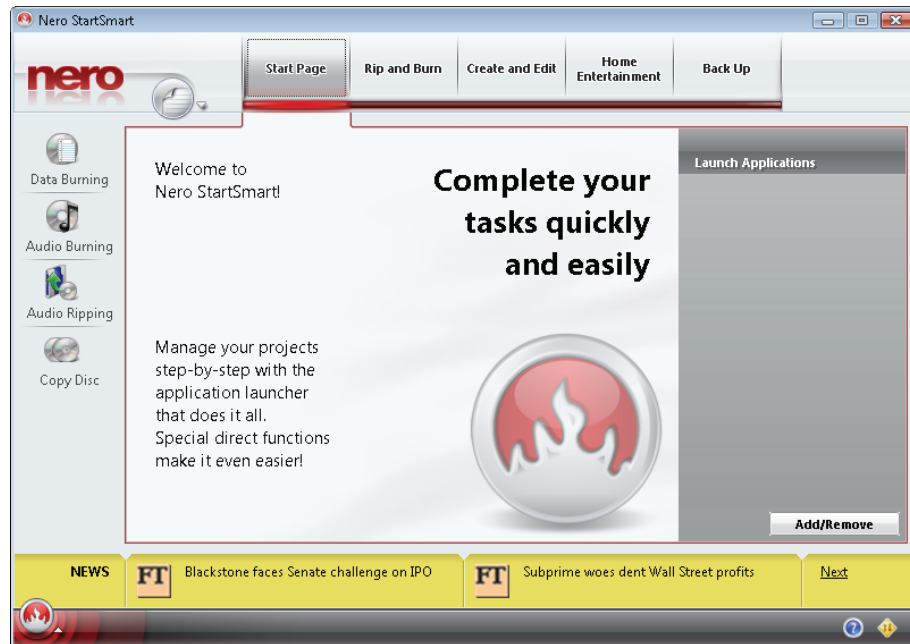 Nero StartSmart
nero
Start Page
Rip and Burn
Create and Edit
Home
Entertainment
Back Up
Data Burning
Audio Burning
Audio Ripping
Copy Disc
Welcome to
Nero StartSmart!
Complete your
tasks quickly
and easily
Manage your projects
step-by-step with the
application launcher
that does it all.
Special direct functions
make it even easier!
Launch Applications
Add/Remove
NEWS
FT
Blackstone faces Senate challenge on IPO
FT
Subprime woes dent Wall Street profits
Next
?